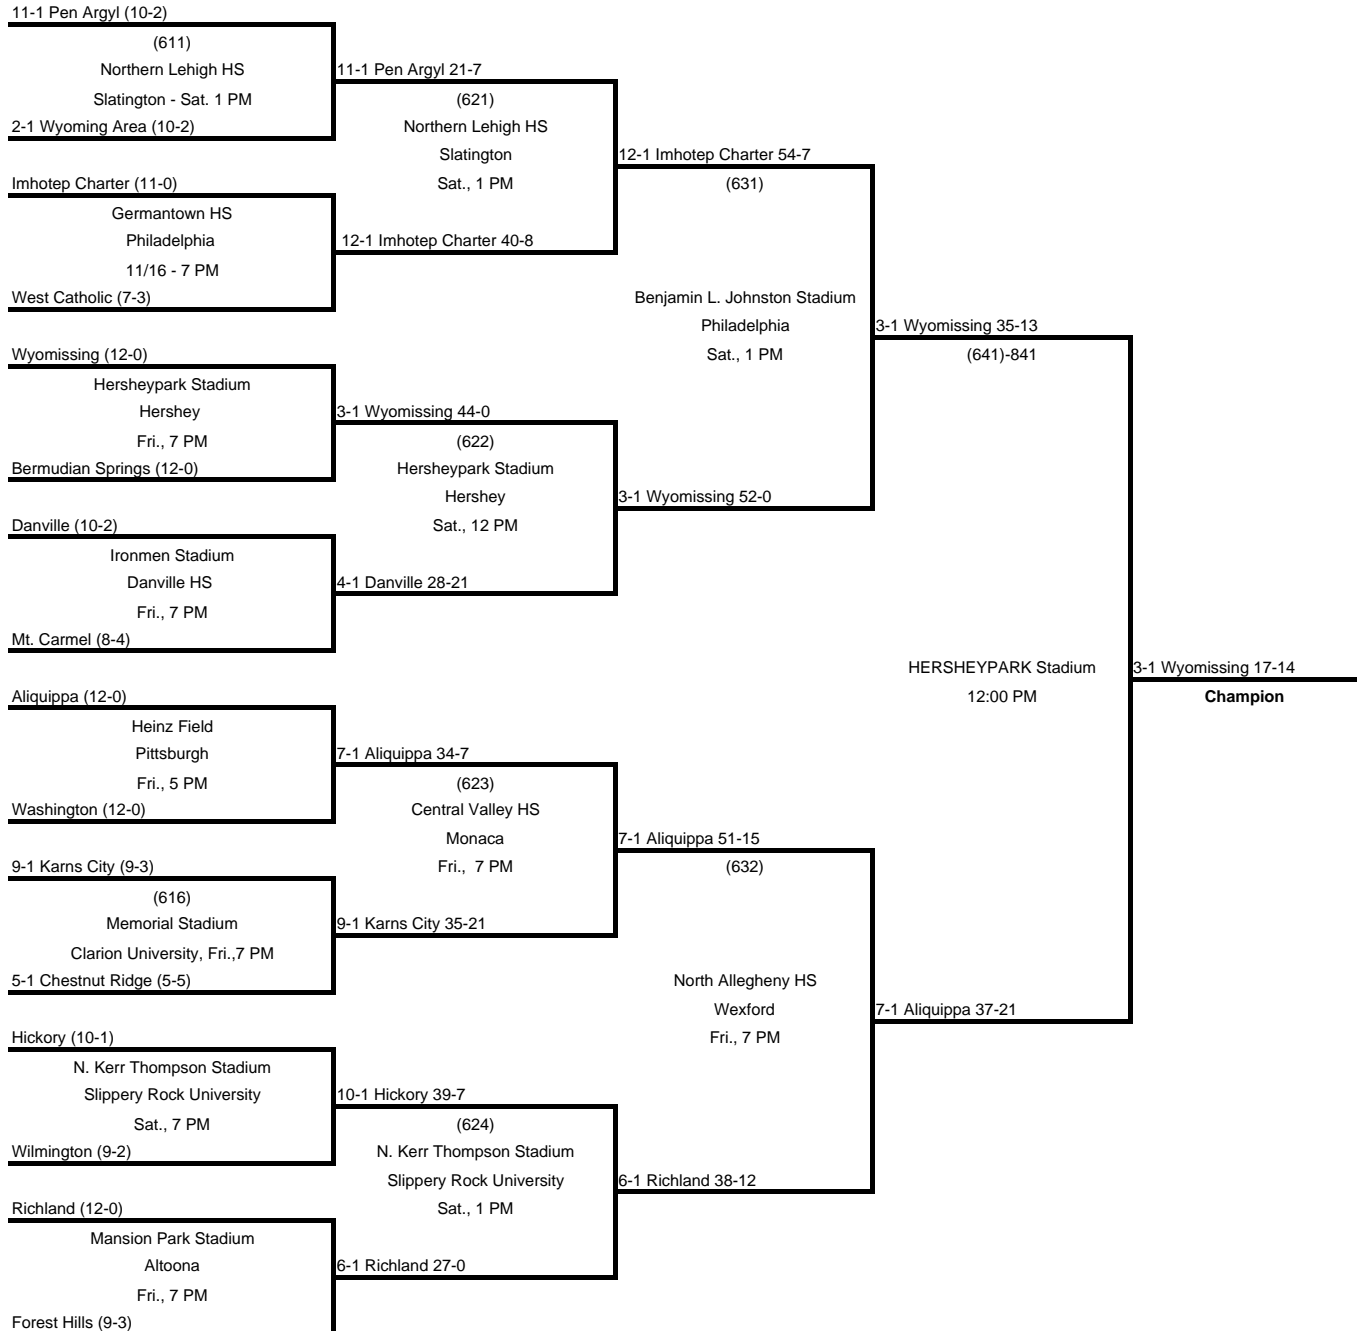 11-1 Pen Argyl (10-2)
(611)
Northern Lehigh HS
Slatington - Sat. 1 PM
2-1 Wyoming Area (10-2)
Imhotep Charter (11-0)
Germantown HS
Philadelphia
11/16 - 7 PM
West Catholic (7-3)
Wyomissing (12-0)
Hersheypark Stadium
Hershey
Fri., 7 PM
Bermudian Springs (12-0)
Danville (10-2)
Ironmen Stadium
Danville HS
Fri., 7 PM
Mt. Carmel (8-4)
Aliquippa (12-0)
Heinz Field
Pittsburgh
Fri., 5 PM
Washington (12-0)
9-1 Karns City (9-3)
(616)
Memorial Stadium
Clarion University, Fri.,7 PM
5-1 Chestnut Ridge (5-5)
Hickory (10-1)
N. Kerr Thompson Stadium
Slippery Rock University
Sat., 7 PM
Wilmington (9-2)
Richland (12-0)
Mansion Park Stadium
Altoona
Fri., 7 PM
Forest Hills (9-3)
11-1 Pen Argyl 21-7
(621)
Northern Lehigh HS
Slatington
Sat., 1 PM
12-1 Imhotep Charter 40-8
3-1 Wyomissing 44-0
(622)
Hersheypark Stadium
Hershey
Sat., 12 PM
4-1 Danville 28-21
7-1 Aliquippa 34-7
(623)
Central Valley HS
Monaca
Fri.,  7 PM
9-1 Karns City 35-21
10-1 Hickory 39-7
(624)
N. Kerr Thompson Stadium
Slippery Rock University
Sat., 1 PM
6-1 Richland 27-0
12-1 Imhotep Charter 54-7
(631)
Benjamin L. Johnston Stadium
Philadelphia
Sat., 1 PM
3-1 Wyomissing 52-0
7-1 Aliquippa 51-15
(632)
North Allegheny HS
Wexford
Fri., 7 PM
6-1 Richland 38-12
3-1 Wyomissing 35-13
(641)-841
HERSHEYPARK Stadium
12:00 PM
7-1 Aliquippa 37-21
3-1 Wyomissing 17-14
Champion